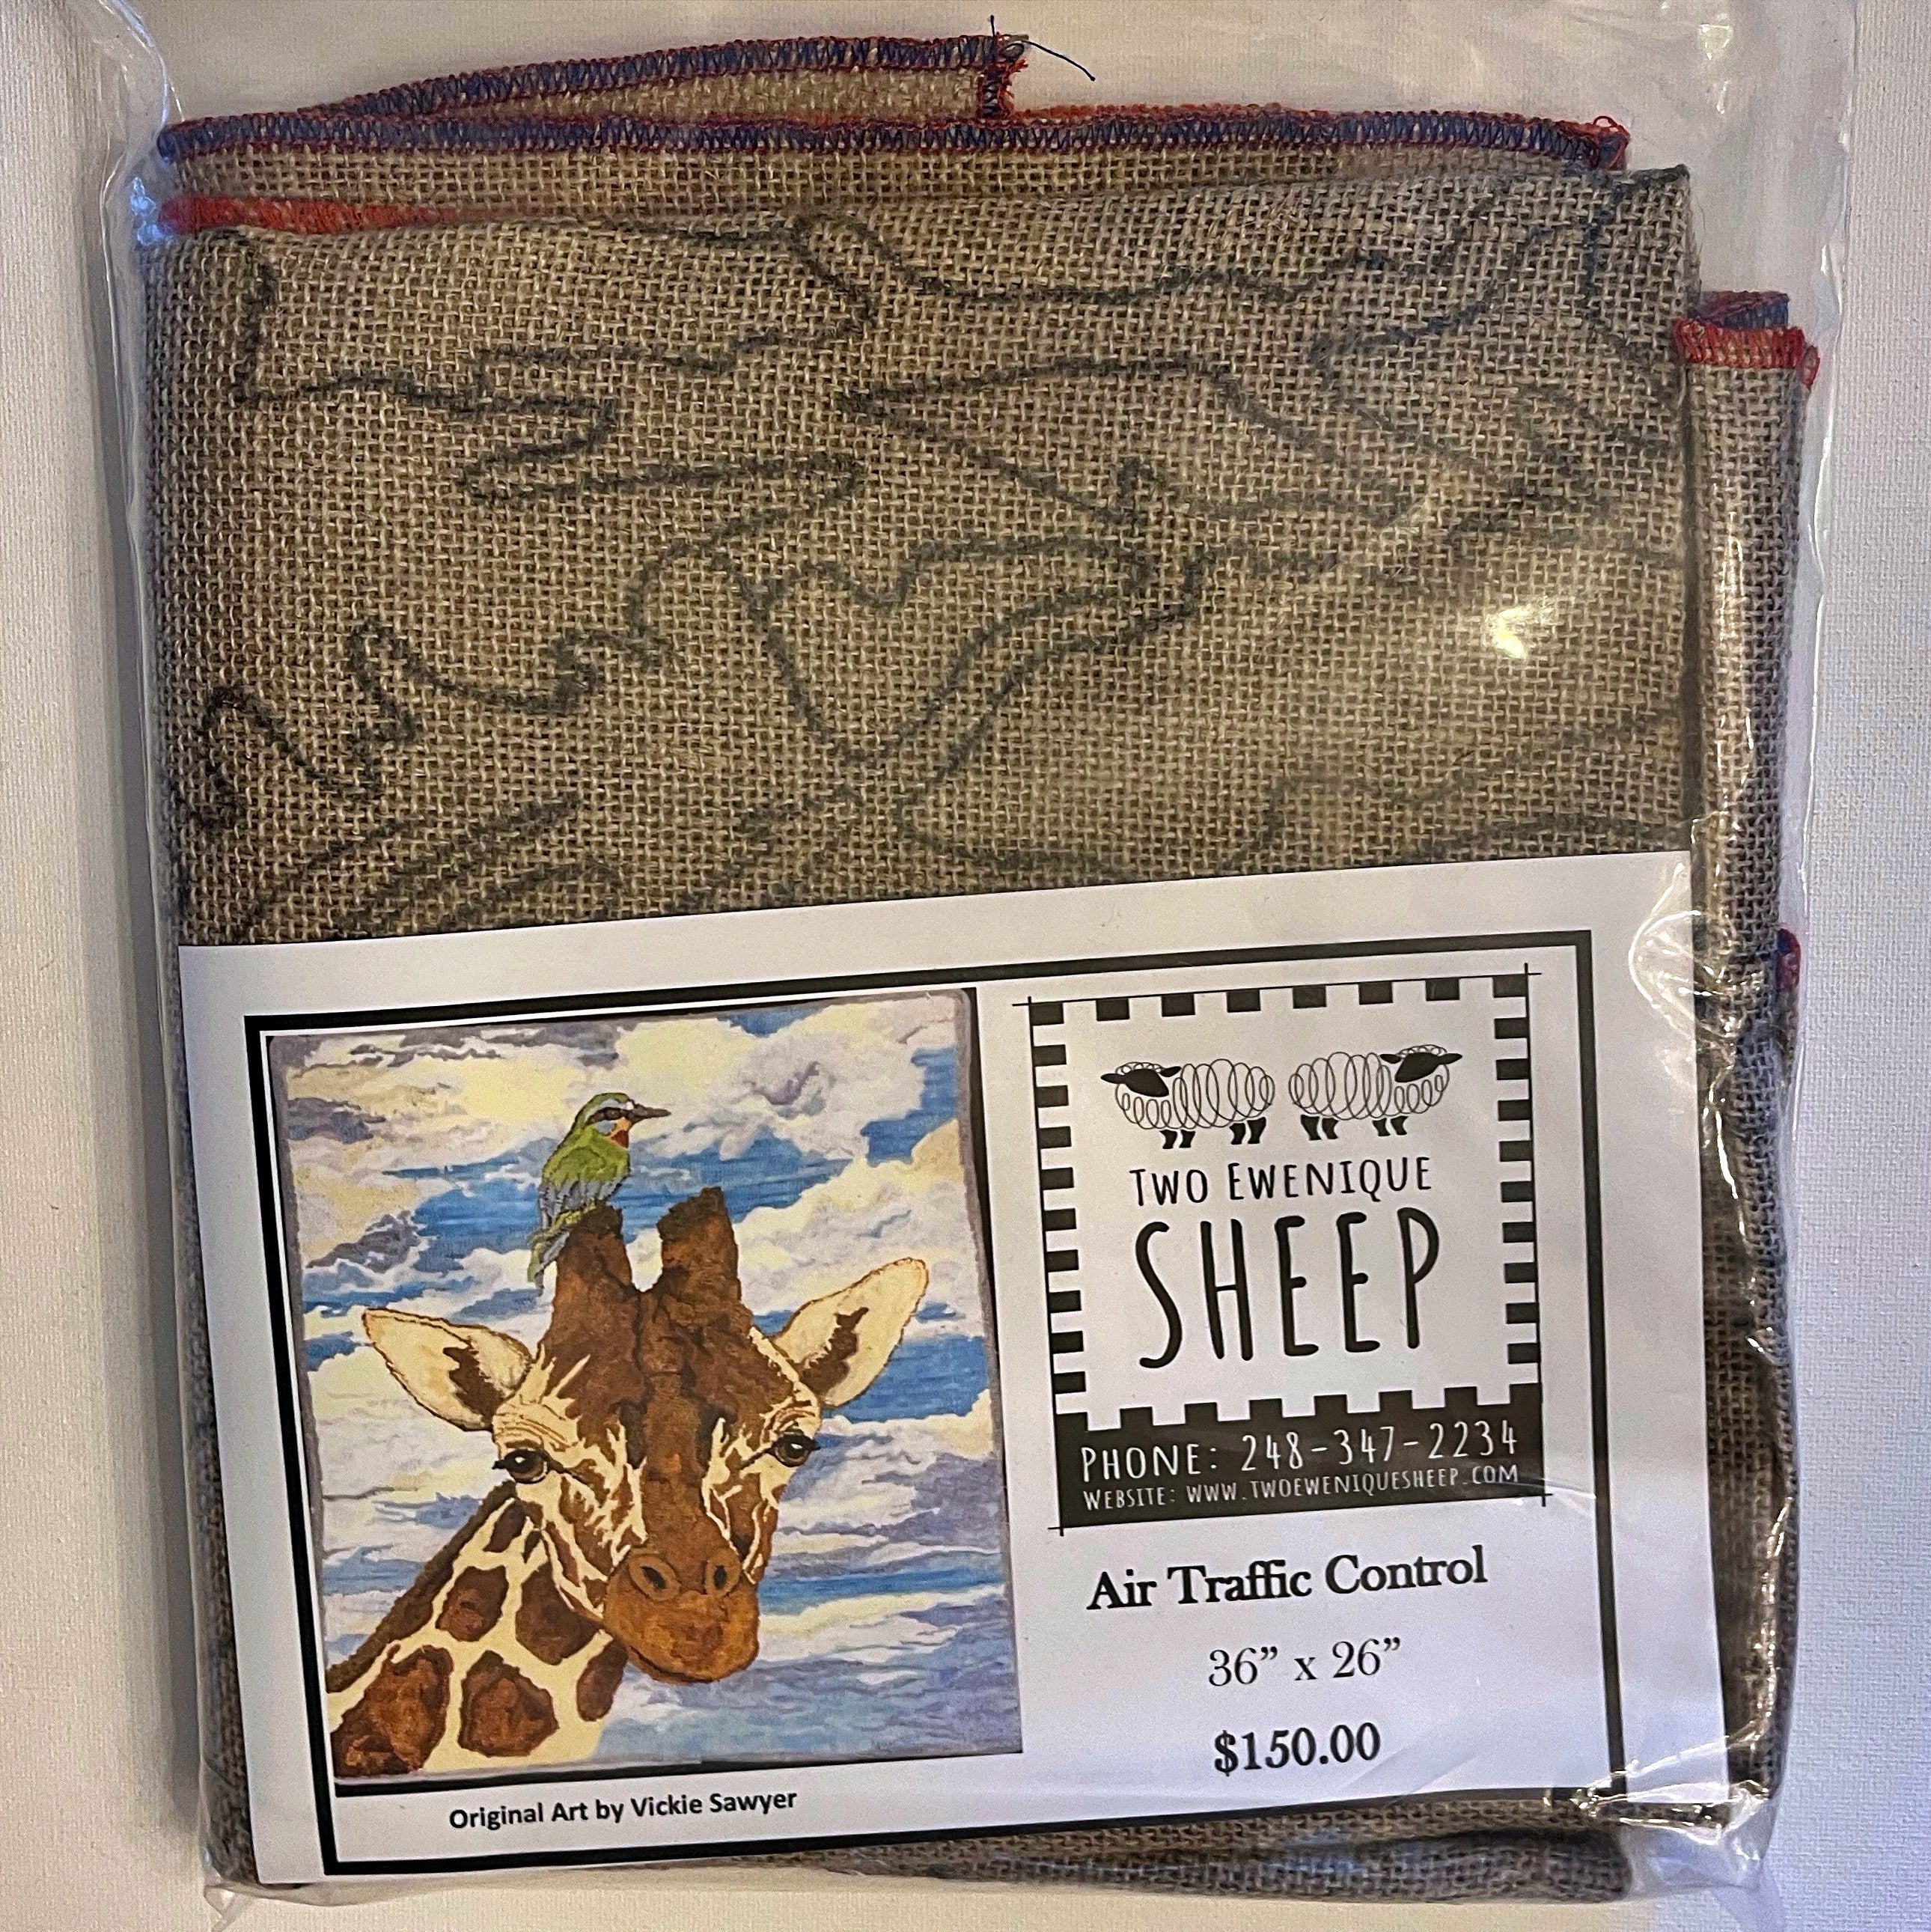 Two Ewenique
Sheep
Phone: 248-347-2234
Website: www.twoeweniquesheep.com
Air Traffic Control
36” x 26”
$150.00
Original Art by Vickie Sawyer